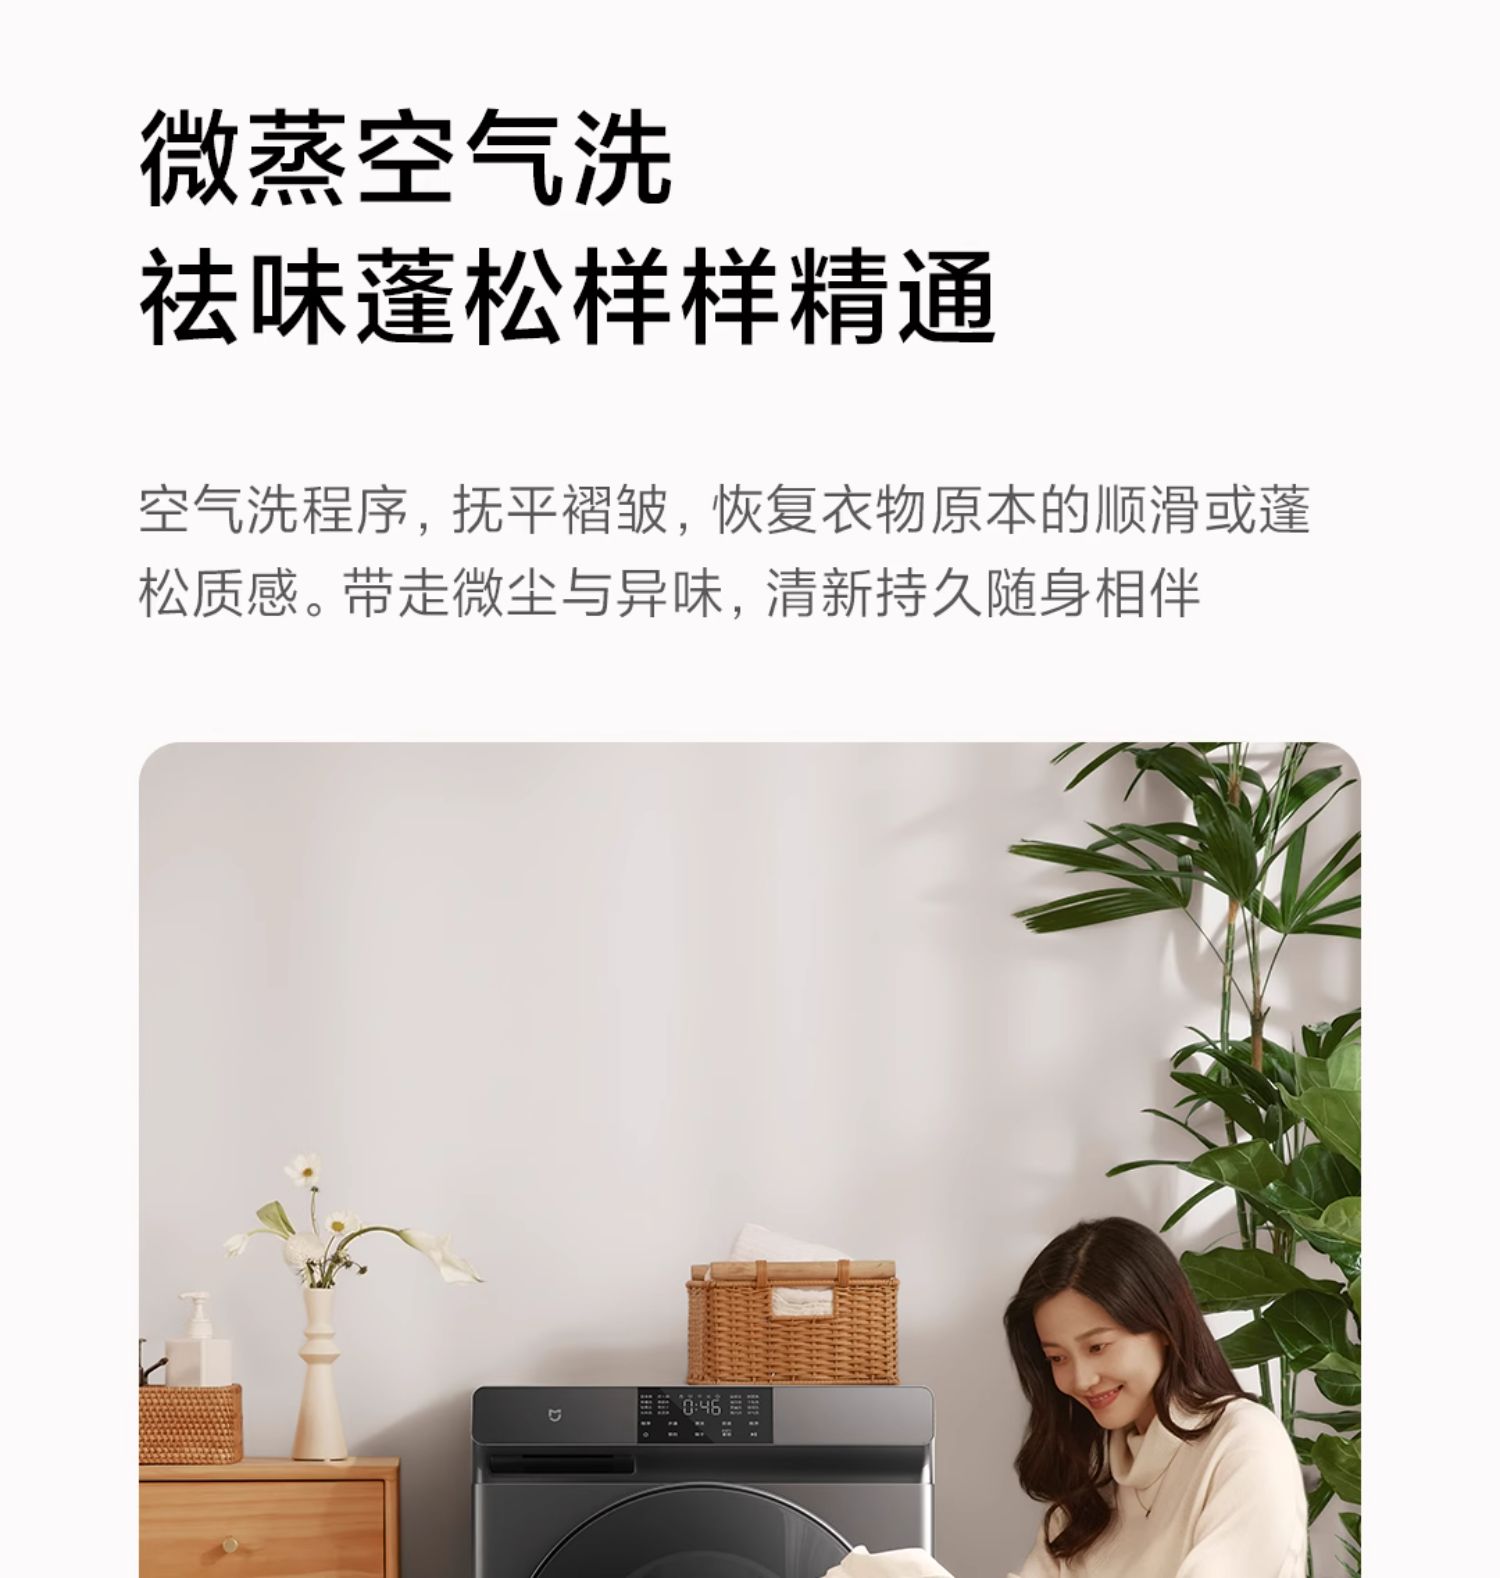 微蒸空气洗
祛味蓬松样样精通
空气洗程序，抚平褶皱，恢复衣物原本的顺滑或蓬
松质感。带走微尘与异味，清新持久随身相伴
0:46